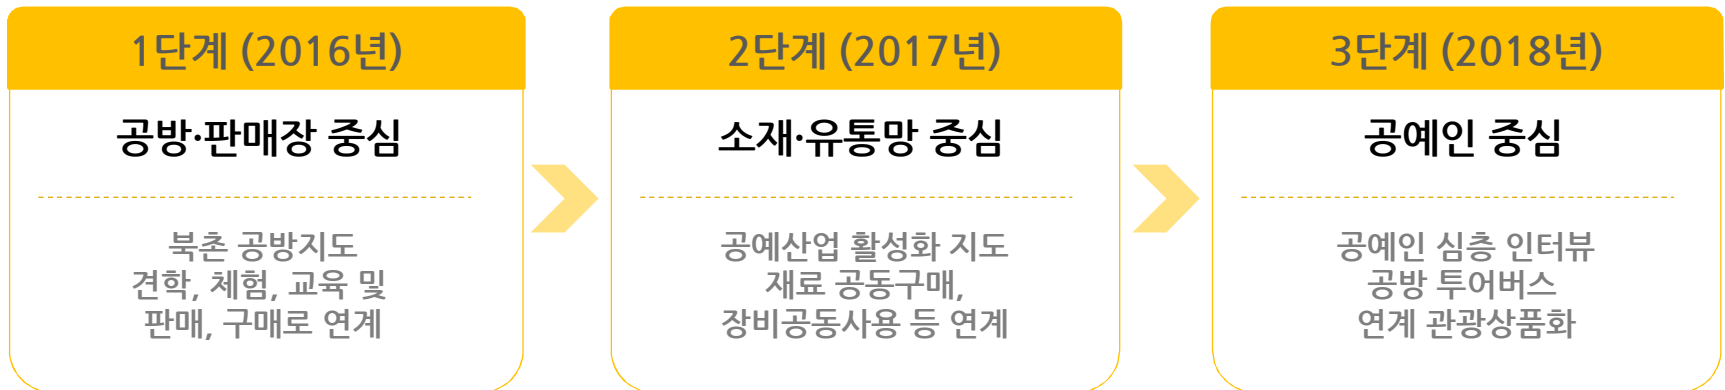 1단계 (2016년)
공방·판매장 중심
북촌 공방지도
견학, 체험, 교육 및
판매, 구매로 연계
2단계 (2017년)
소재·유통망 중심
공예산업 활성화 지도
재료 공동구매,
장비공동사용 등 연계
3단계 (2018년)
공예인 중심
공예인 심층 인터뷰
공방 투어버스
연계 관광상품화